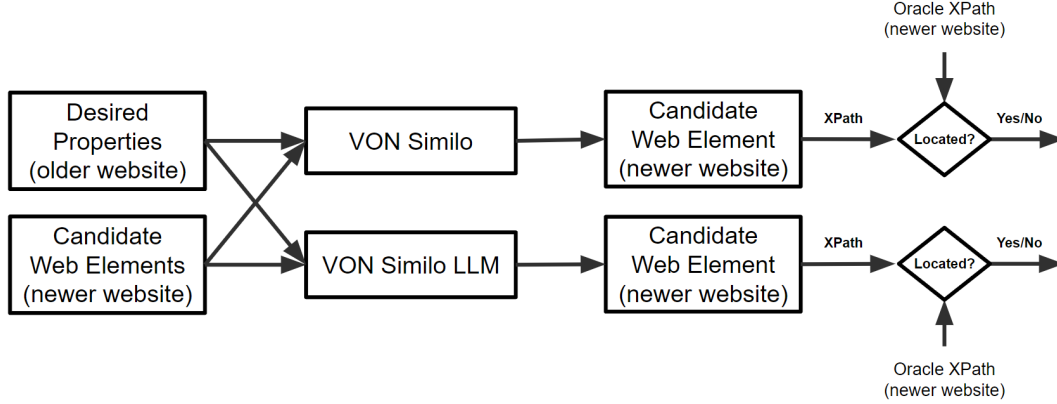 Oracle XPath
(newer website)
Desired
Properties
(older website)
VON Similo
Candidate
Web Element
(newer website)
XPath
Located?
Yes/No
Candidate
Web Elements
(newer website)
VON Similo LLM
Candidate
Web Element
(newer website)
XPath
Located?
Yes/No
Oracle XPath
(newer website)